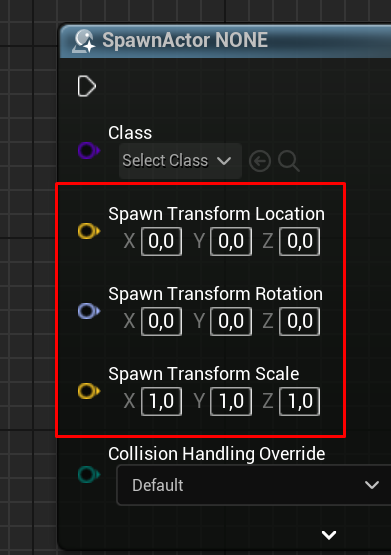 SpawnActor NONE
Class
Select Class
Spawn Transform Location
X 0,0 Y 0,0 Z 0,0
Spawn Transform Rotation
X 0,0 Y 0,0 Z 0,0
Spawn Transform Scale
X 1,0 Y 1,0 Z 1,0
Collision Handling Override
Default